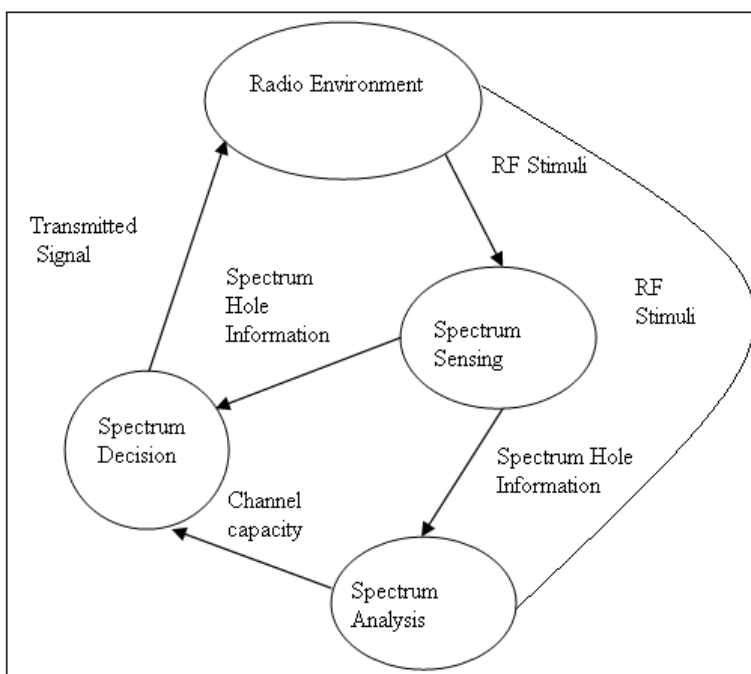 Radio Environment
RF Stimuli
Transmitted
Signal
Spectrum
Hole
Information
RF
Stimuli
Spectrum
Sensing
Spectrum
Decision
Spectrum Hole
Information
Channel
capacity
Spectrum
Analysis